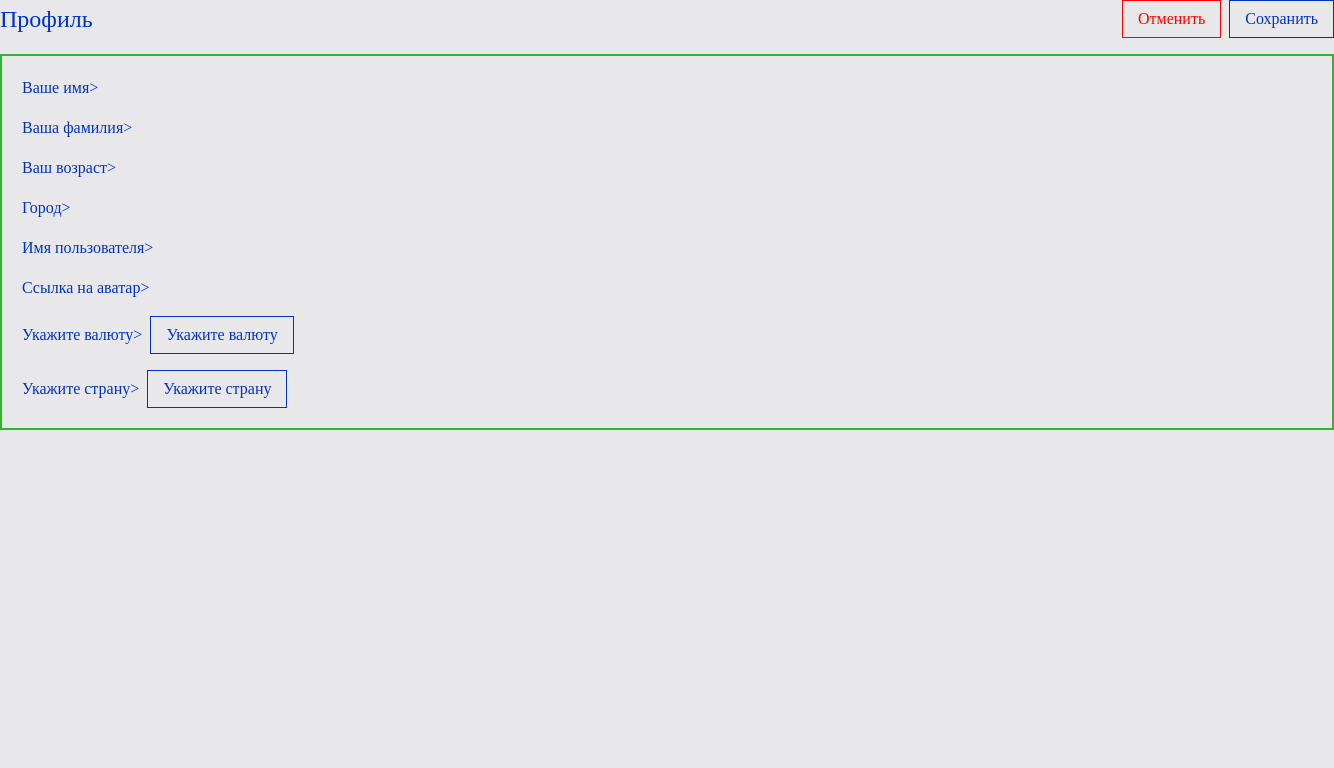 Профиль
Отменить
Сохранить
Ваше имя>
Ваша фамилия>
Ваш возраст>
Город>
Имя пользователя>
Ссылка на аватар>
Укажите валюту> Укажите валюту
Укажите страну> Укажите страну